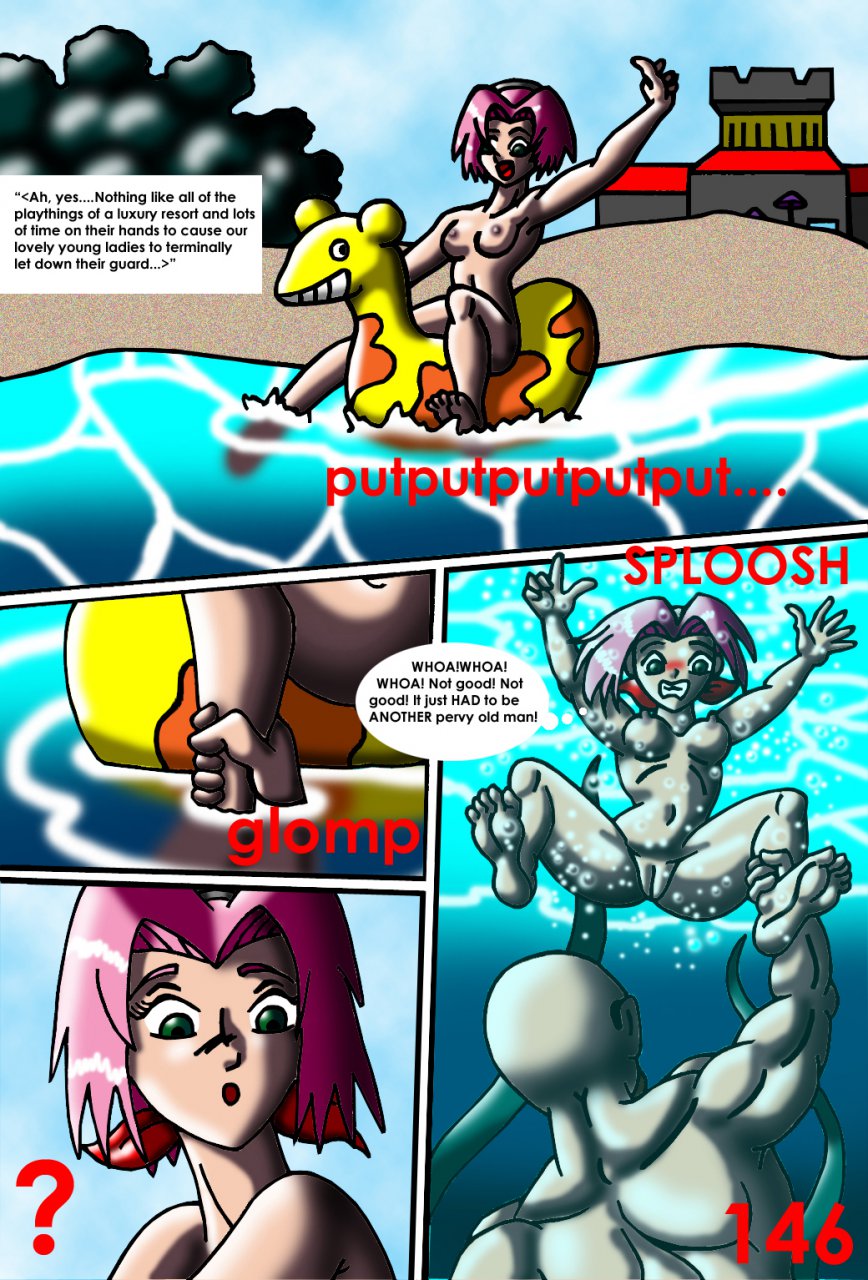 “<Ah, yes....Nothing like all of the
playthings of a luxury resort and lots
of time on their hands to cause our
lovely young ladies to terminally
let down their guard...>”
putputputputput....
glomp
?
SPLOOSH
WHOA!WHOA!
WHOA! Not good! Not
good! It just HAD to be
ANOTHER pervy old man!
146